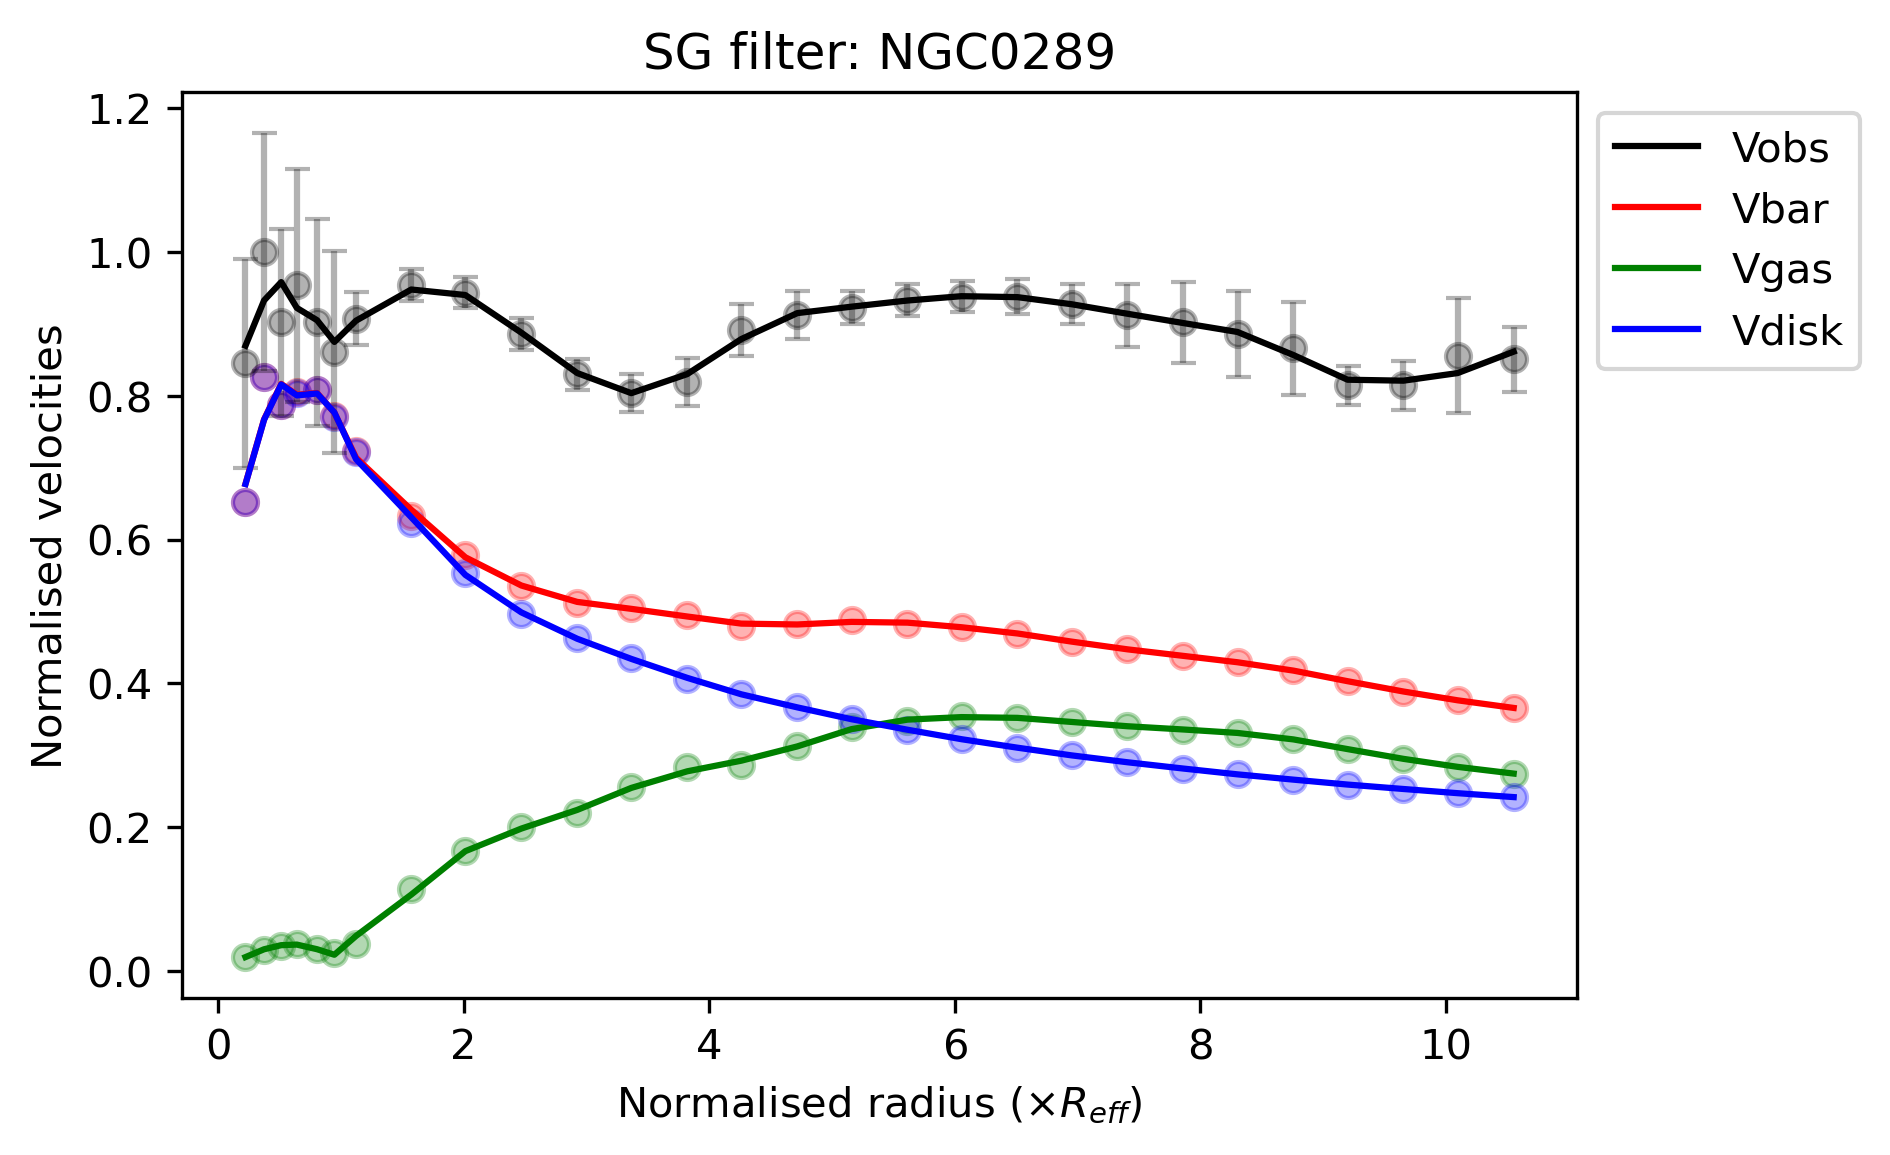 SG filter: NGC0289
Normalised velocities
1.2
1.0
0.8
0.6
0.4
0.2
0.0
0 2 4 6 8 10
Normalised radius (×R_eff)
Vobs
Vbar
Vgas
Vdisk